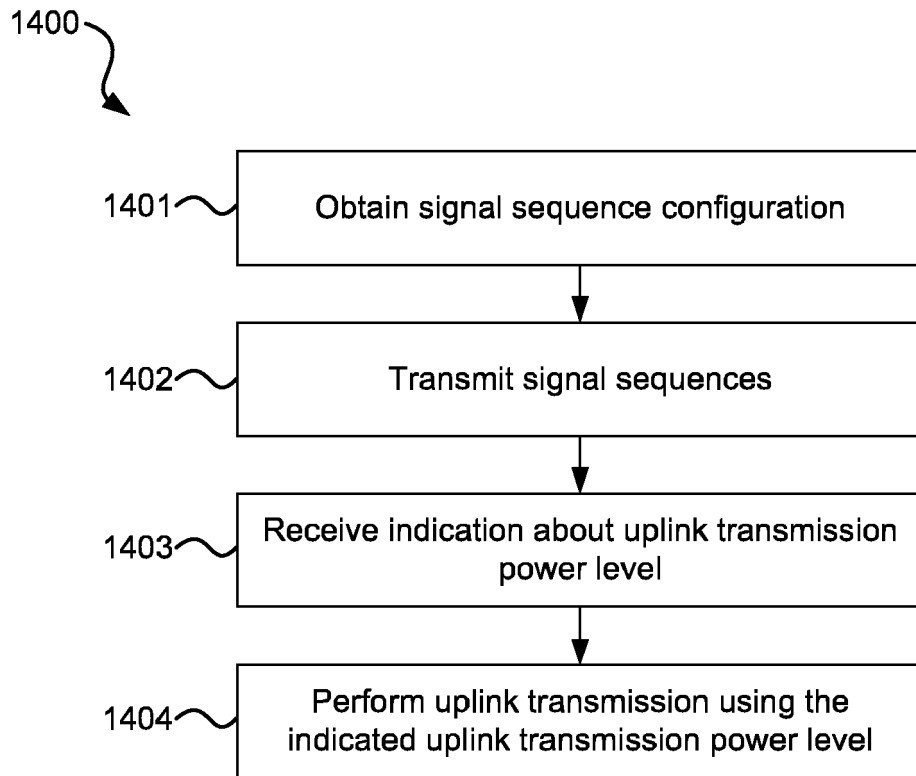 1400
1401
Obtain signal sequence configuration
1402
Transmit signal sequences
1403
Receive indication about uplink transmission
power level
1404
Perform uplink transmission using the
indicated uplink transmission power level